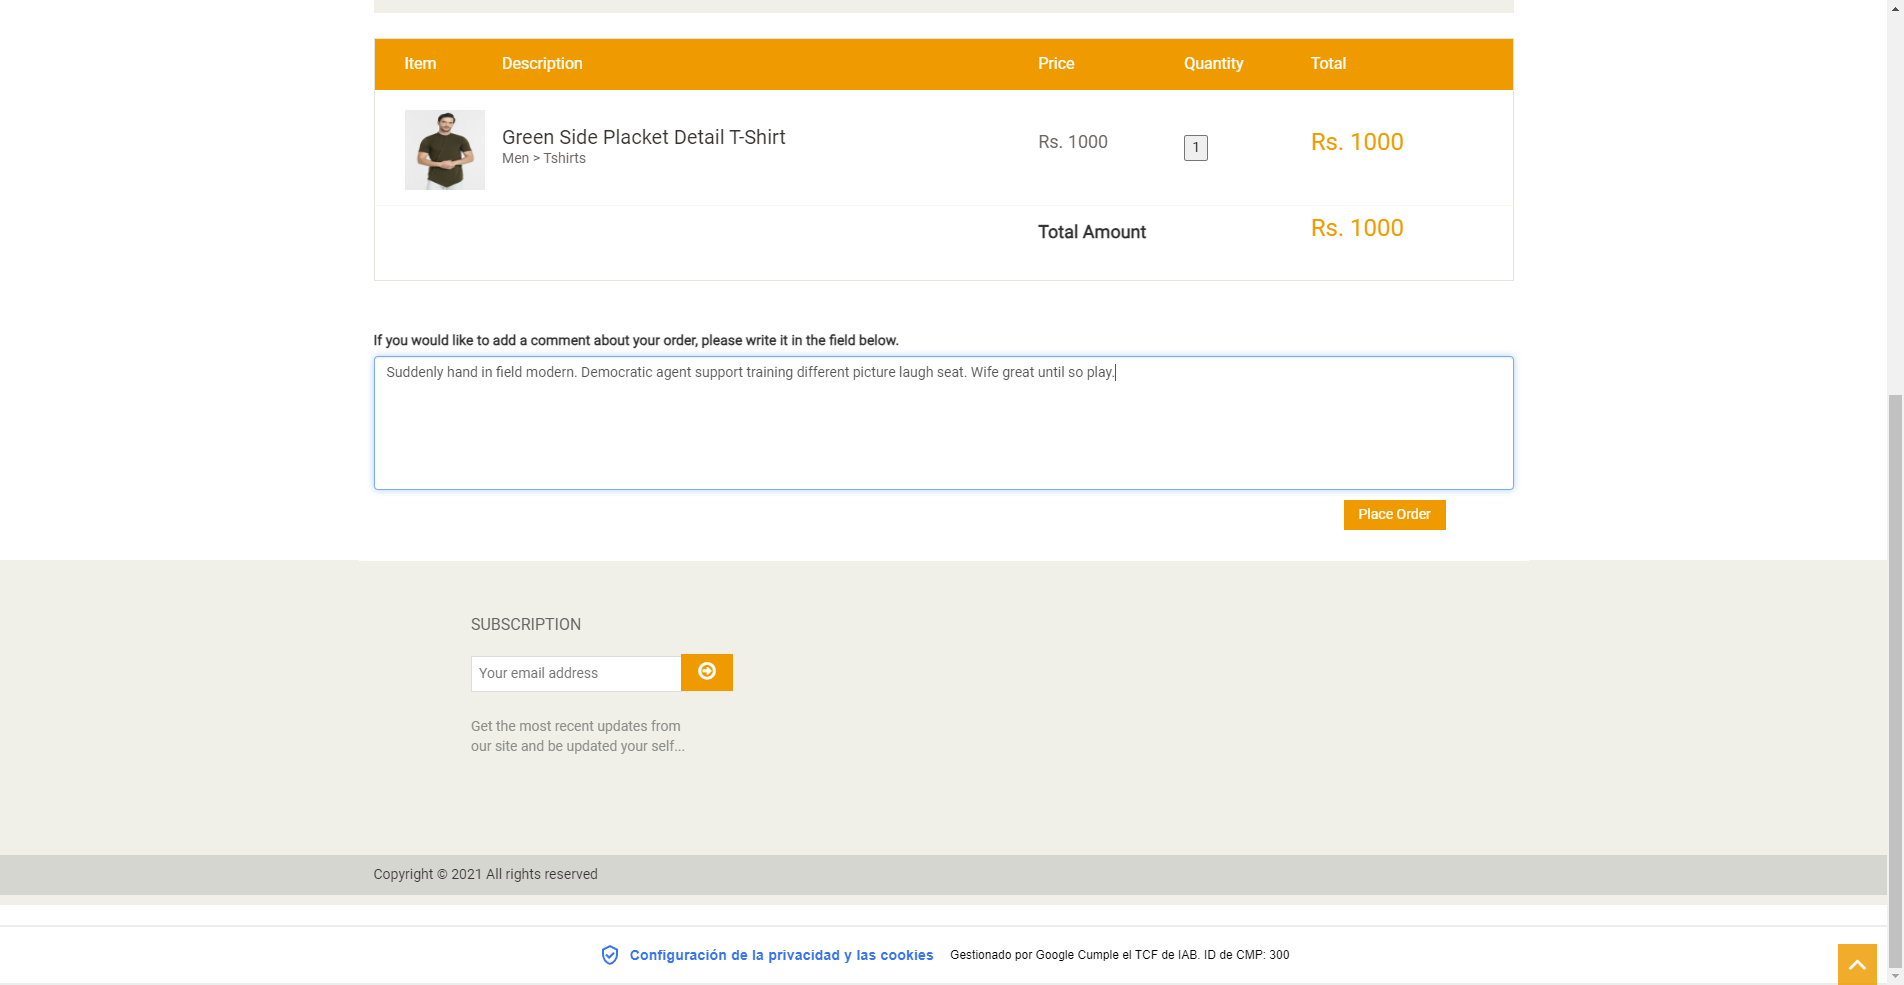 Item Description Price Quantity Total
Green Side Placket Detail T-Shirt
Men > Tshirts
Rs. 1000
1
Rs. 1000
Total Amount Rs. 1000
If you would like to add a comment about your order, please write it in the field below.
Suddenly hand in field modern. Democratic agent support training different picture laugh seat. Wife great until so play.
Place Order
SUBSCRIPTION
Your email address
Get the most recent updates from
our site and be updated your self...
Copyright © 2021 All rights reserved
Configuración de la privacidad y las cookies Gestionado por Google Cumple el TCF de IAB. ID de CMP: 300